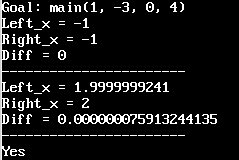 Goal: main(1, -3, 0, 4)
Left_x = -1
Right_x = -1
Diff = 0
-----------------------
Left_x = 1.9999999241
Right_x = 2
Diff = 0.000000075913244135
-----------------------
Yes